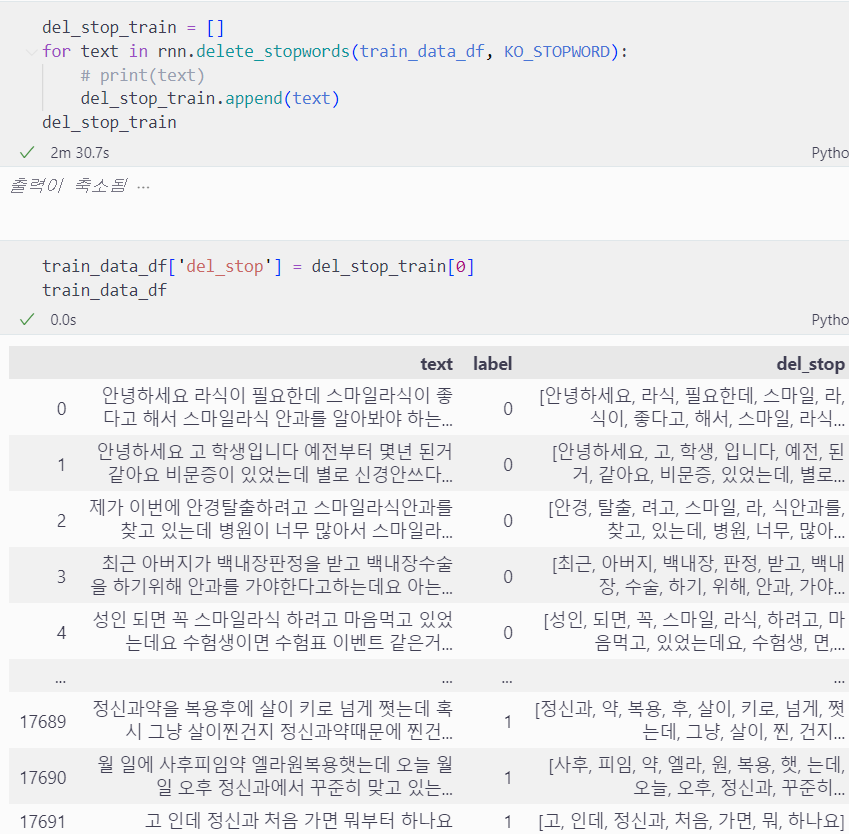 del_stop_train = []
for text in rnn.delete_stopwords(train_data_df, KO_STOPWORD):
# print(text)
del_stop_train.append(text)
del_stop_train
2m 30.7s
Pytho
출력이 축소됨 ...
train_data_df['del_stop'] = del_stop_train[0]
train_data_df
0.0s
Pytho
text label del_stop
0 안녕하세요 라식이 필요한데 스마일라식이 좋 0 [안녕하세요, 라식, 필요한데, 스마일, 라,
다고 해서 스마일라식 안과를 알아봐야 하는... 식이, 좋다고, 해서, 스마일, 라식...
1 안녕하세요 고 학생입니다 예전부터 몇년 된거 0 [안녕하세요, 고, 학생, 입니다, 예전, 된
같아요 비문증이 있었는데 별로 신경안쓰다... 거, 같아요, 비문증, 있었는데, 별로...
2 제가 이번에 안경탈출하려고 스마일라식안과를 0 [안경, 탈출, 려고, 스마일, 라, 식안과를,
찾고 있는데 병원이 너무 많아서 스마일라... 찾고, 있는데, 병원, 너무, 많아...
3 최근 아버지가 백내장판정을 받고 백내장수술 0 [최근, 아버지, 백내장, 판정, 받고, 백내
을 하기위해 안과를 가야한다고하는데요 아는... 장, 수술, 하기, 위해, 안과, 가야...
4 성인 되면 꼭 스마일라식 하려고 마음먹고 있었 0 [성인, 되면, 꼭, 스마일, 라식, 하려고, 마
는데요 수험생이면 수험표 이벤트 같은거... 음먹고, 있었는데요, 수험생, 면,...
... ... ... ...
17689 정신과약을 복용후에 살이 키로 넘게 쪗는데 혹 1 [정신과, 약, 복용, 후, 살이, 키로, 넘게, 쪗
시 그냥 살이찐건지 정신과약때문에 찐건... 는데, 그냥, 살이, 찐, 건지...
17690 월 일에 사후피임약 엘라원복용햇는데 오늘 월 1 [사후, 피임, 약, 엘라, 원, 복용, 햇, 는데,
일 오후 정신과에서 꾸준히 맞고 있는... 오늘, 오후, 정신과, 꾸준히...
17691 고 인데 정신과 처음 가면 뭐부터 하나요 1 [고, 인데, 정신과, 처음, 가면, 뭐, 하나요]